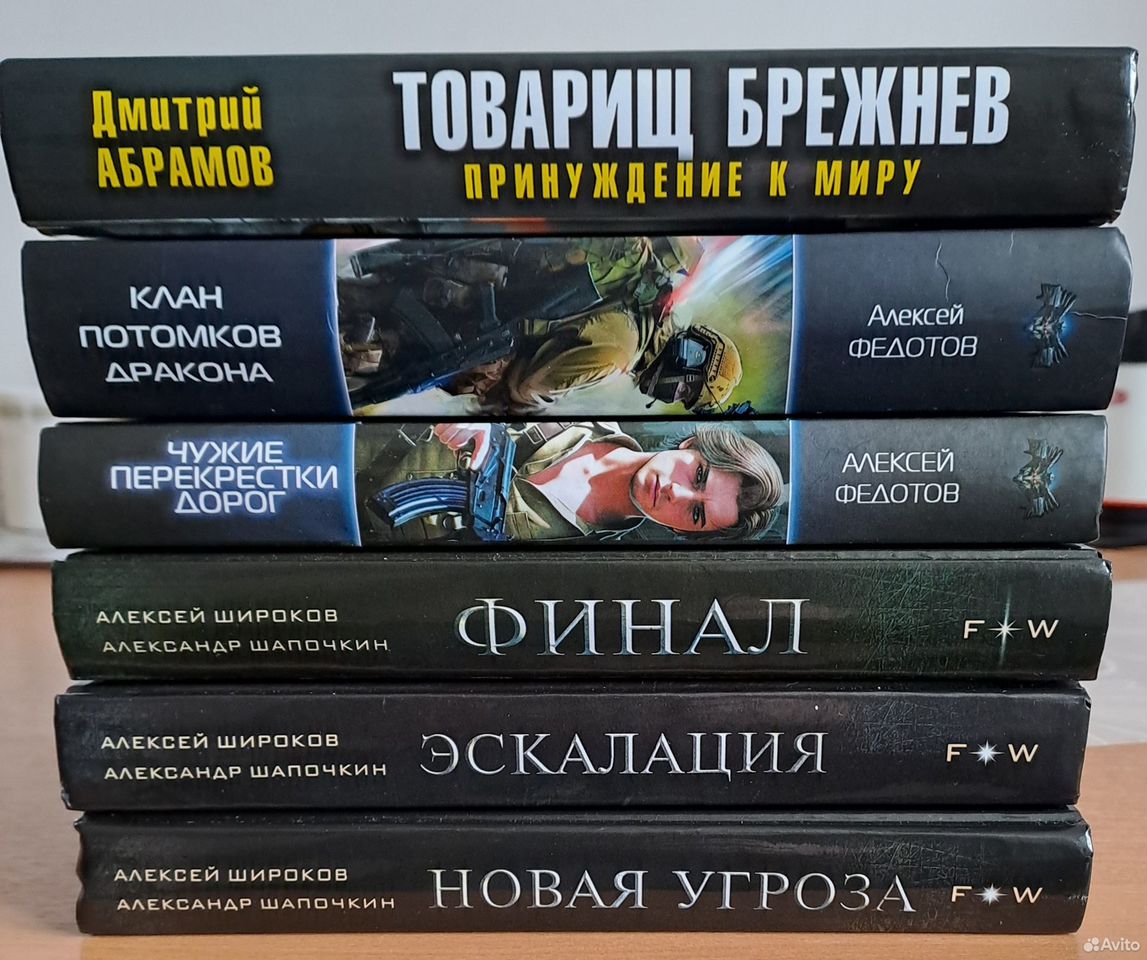 Дмитрий
АБРАМОВ
ТОВАРИЩ БРЕЖНЕВ
ПРИНУЖДЕНИЕ К МИРУ
КЛАН
ПОТОМКОВ
ДРАКОНА
Алексей
ФЕДОТОВ
ЧУЖИЕ
ПЕРЕКРЕСТКИ
ДОРОГ
АЛЕКСЕЙ
ФЕДОТОВ
АЛЕКСЕЙ ШИРОКОВ
АЛЕКСАНДР ШАПОЧКИН
ФИНАЛ
F W
АЛЕКСЕЙ ШИРОКОВ
АЛЕКСАНДР ШАПОЧКИН
ЭСКАЛАЦИЯ
F W
АЛЕКСЕЙ ШИРОКОВ
АЛЕКСАНДР ШАПОЧКИН
НОВАЯ УГРОЗА
F W
Avito